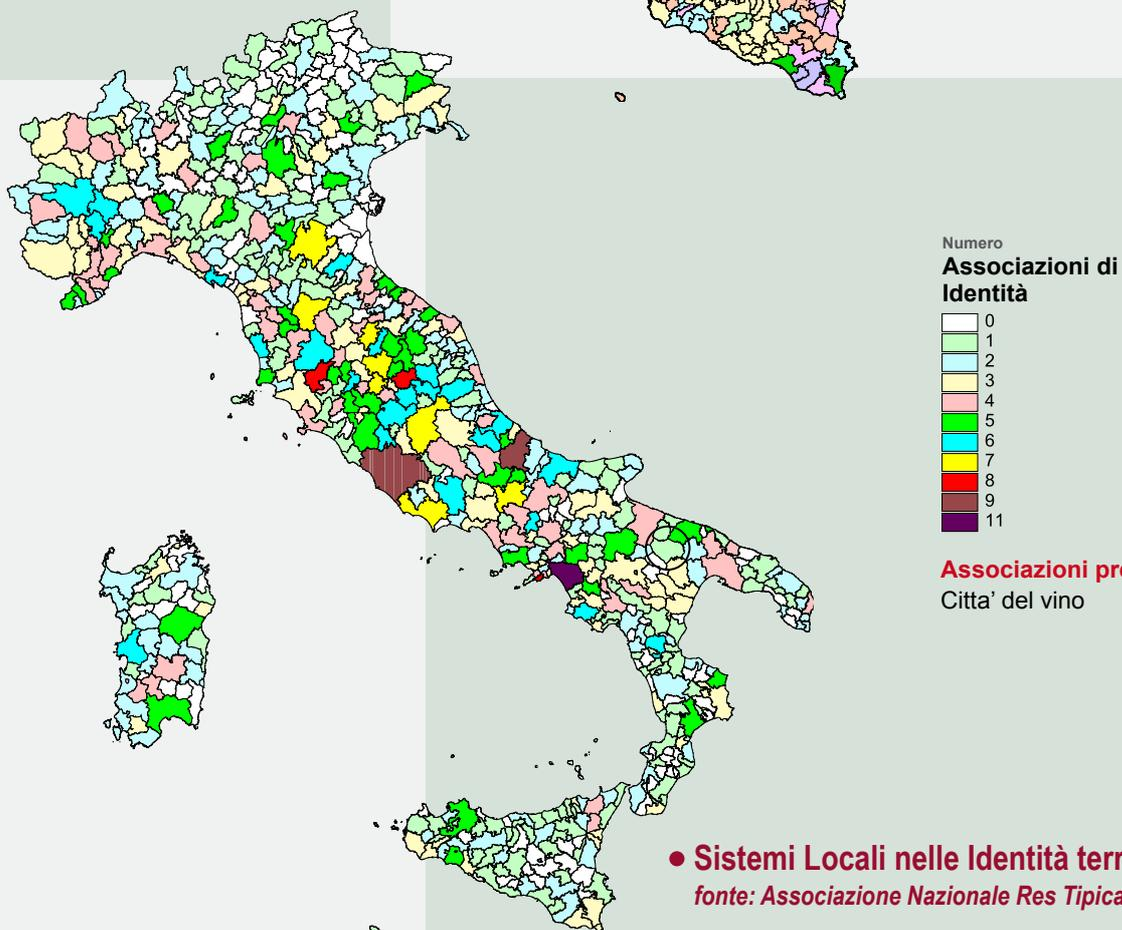 Numero
Associazioni di
Identità
0
1
2
3
4
5
6
7
8
9
11
Associazioni pr
Citta' del vino
• Sistemi Locali nelle Identità terr
fonte: Associazione Nazionale Res Tipica